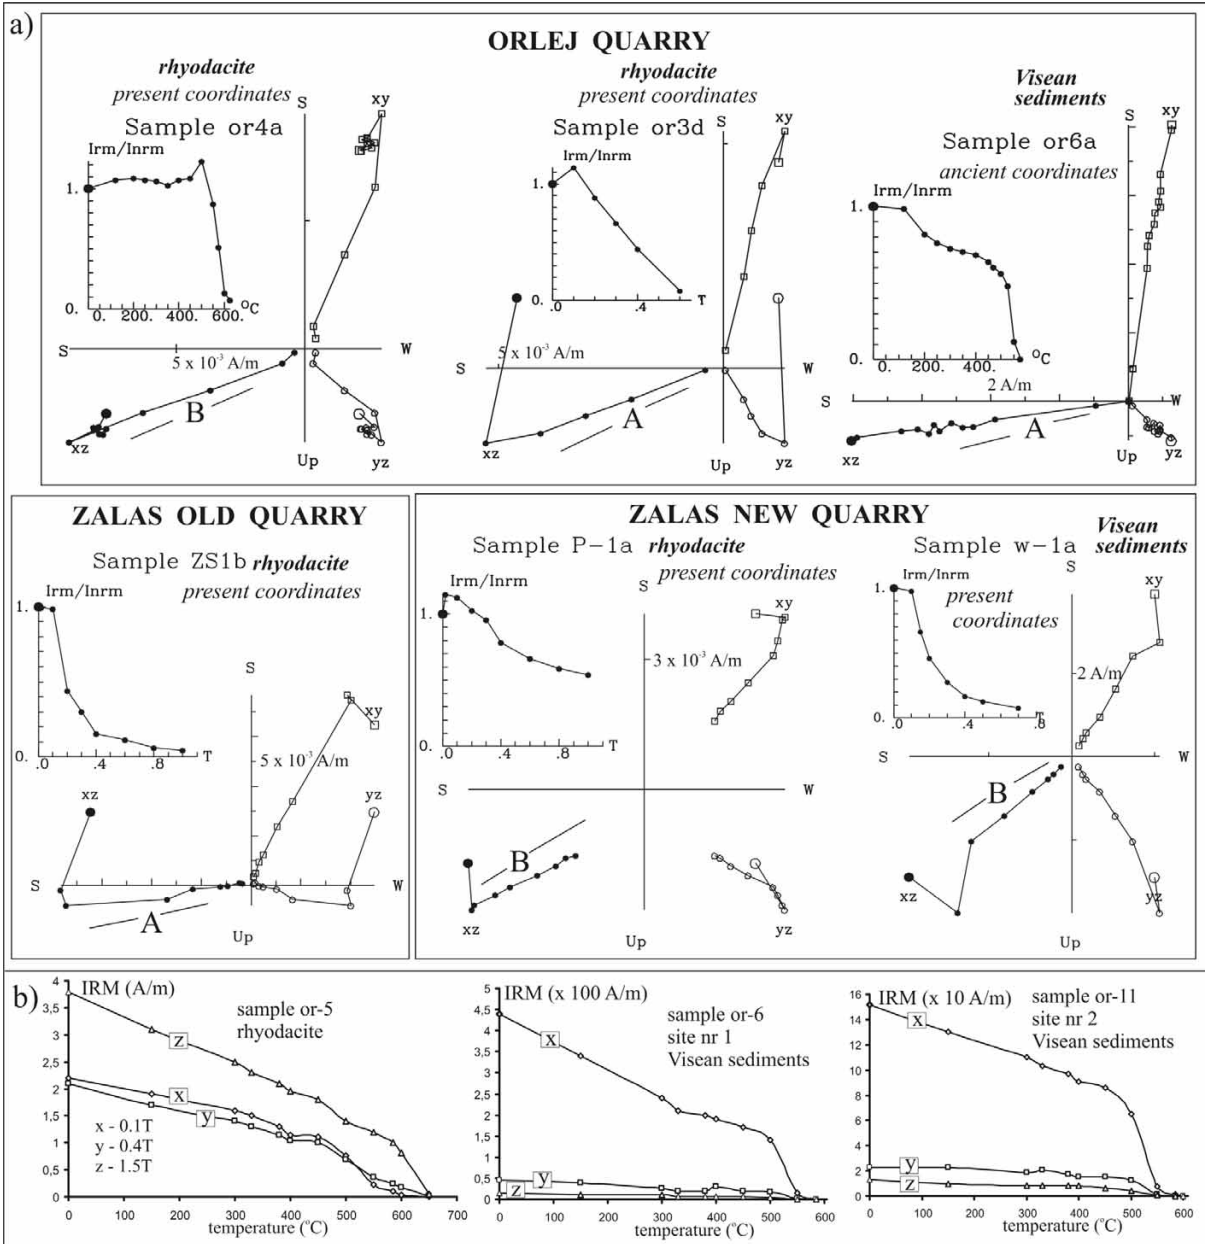 a)
ORLEJ QUARRY
rhyodacite
present coordinates
Sample or4a
Irm/Inrm
1.
0.
0. 200. 400. 600. °C
S
xy
S
5 x 10⁻³ A/m
W
B
xz
Up
yz
rhyodacite
present coordinates
Sample or3d
Irm/Inrm
1.
0.
.0 .4 T
S
xy
S
5 x 10⁻³ A/m
W
A
xz
Up
yz
Visean
sediments
Sample or6a
ancient coordinates
Irm/Inrm
1.
0.
0. 200. 400. °C
S
xy
2 A/m
S
W
A
xz
Up
yz
ZALAS OLD QUARRY
Sample ZS1b rhyodacite
present coordinates
Irm/Inrm
1.
0.
.0 .4 .8 T
S
xy
5 x 10⁻³ A/m
xz
yz
S
W
A
Up
ZALAS NEW QUARRY
Sample P-1a rhyodacite
present coordinates
Irm/Inrm
1.
0.
.0 .4 .8 T
S
xy
3 x 10⁻³ A/m
S
W
B
xz
Up
yz
Visean
sediments
Sample w-1a
present
coordinates
Irm/Inrm
1.
0.
.0 .4 .8 T
S
xy
2 A/m
W
B
xz
Up
yz
b)
IRM (A/m)
sample or-5
rhyodacite
4
3,5
3
2,5
2
1,5
1
0,5
0
z
x
y
x - 0.1T
y - 0.4T
z - 1.5T
0 100 200 300 400 500 600 700
temperature (°C)
IRM (x 100 A/m)
sample or-6
site nr 1
Visean sediments
5
4,5
4
3,5
3
2,5
2
1,5
1
0,5
0
x
y
z
0 100 200 300 400 500 600
temperature (°C)
IRM (x 10 A/m)
sample or-11
site nr 2
Visean sediments
16
14
12
10
8
6
4
2
0
x
y
z
0 100 200 300 400 500 600
temperature (°C)